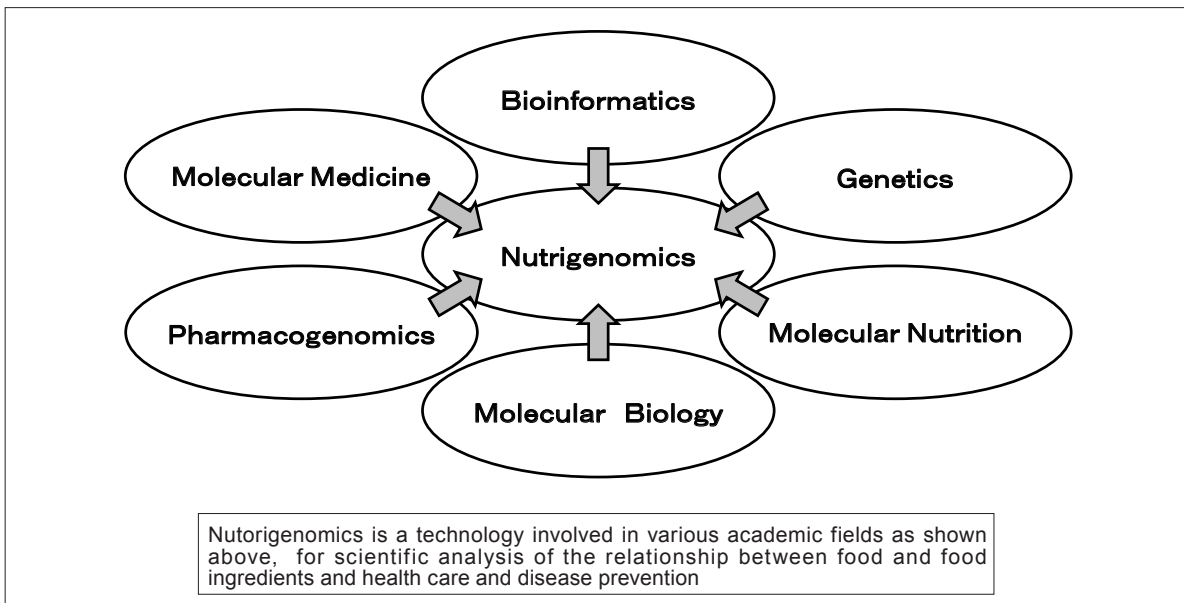 Bioinformatics
Molecular Medicine
Genetics
Nutrigenomics
Pharmacogenomics
Molecular Nutrition
Molecular Biology
Nutorigenomics is a technology involved in various academic fields as shown
above, for scientific analysis of the relationship between food and food
ingredients and health care and disease prevention